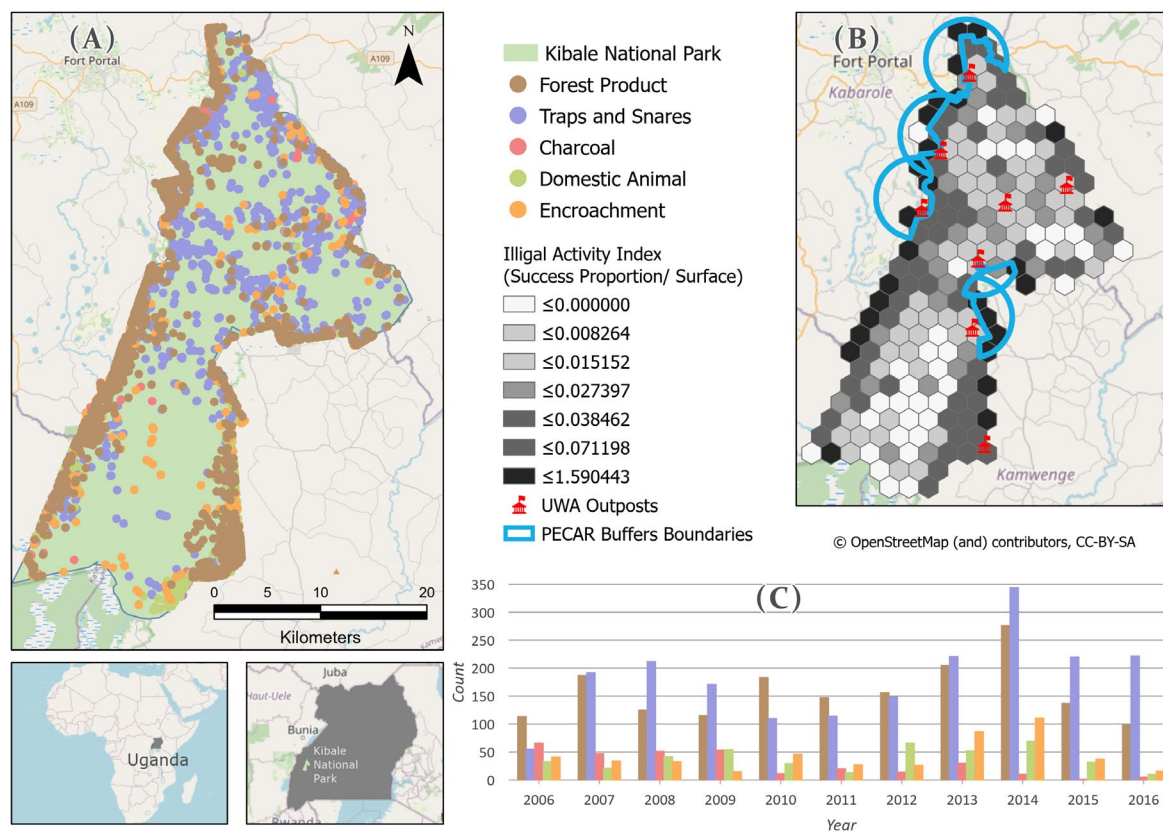 (A)
N
Fort Portal
A109
A109
0 5 10 20
Kilometers
Kamw
Kibale National Park
Forest Product
Traps and Snares
Charcoal
Domestic Animal
Encroachment
Illigal Activity Index
(Success Proportion/ Surface)
≤0.000000
≤0.008264
≤0.015152
≤0.027397
≤0.038462
≤0.071198
≤1.590443
UWA Outposts
PECAR Buffers Boundaries
(B)
Fort Portal
A109
Kabarole
Kamwenge
© OpenStreetMap (and) contributors, CC-BY-SA
Uganda
Juba
Haut-Uele
Bunia
Kibale
National
Park
Rwanda
(C)
350
300
250
200
150
100
50
0
Count
2006 2007 2008 2009 2010 2011 2012 2013 2014 2015 2016
Year